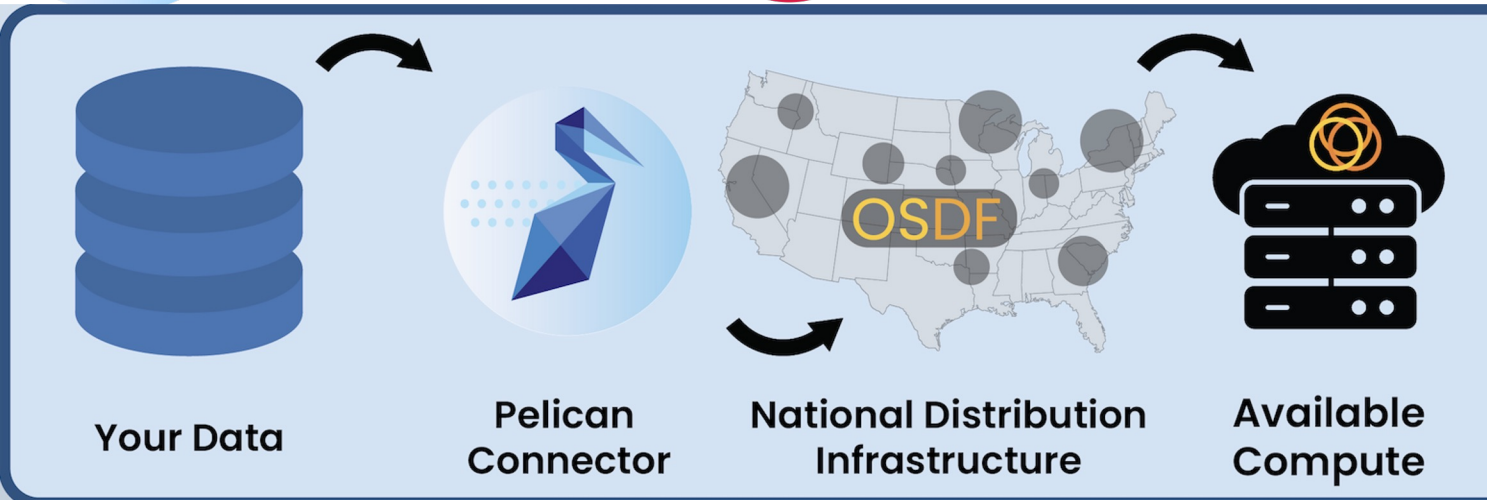 OSDF
Your Data
Pelican
Connector
National Distribution
Infrastructure
Available
Compute